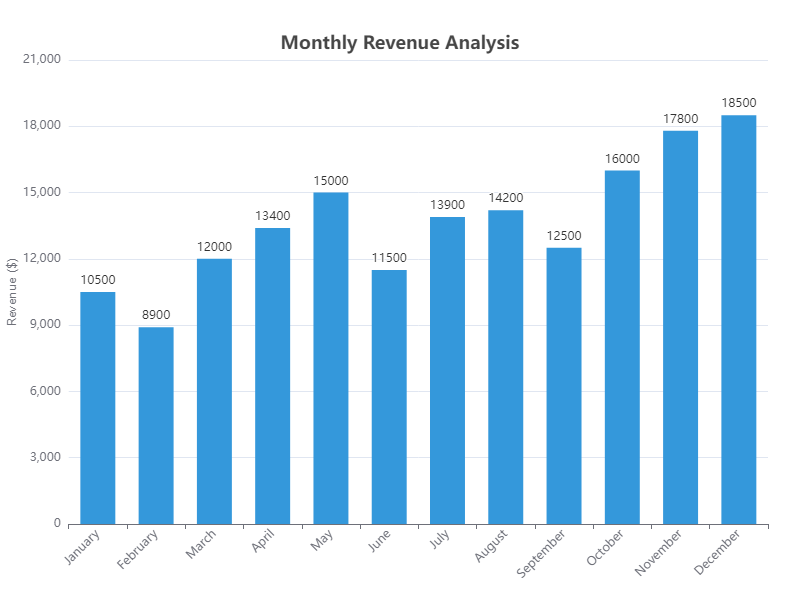 Monthly Revenue Analysis
Revenue ($)
21,000
18,000
15,000
12,000
9,000
6,000
3,000
0
10500
8900
12000
13400
15000
11500
13900
14200
12500
16000
17800
18500
January
February
March
April
May
June
July
August
September
October
November
December